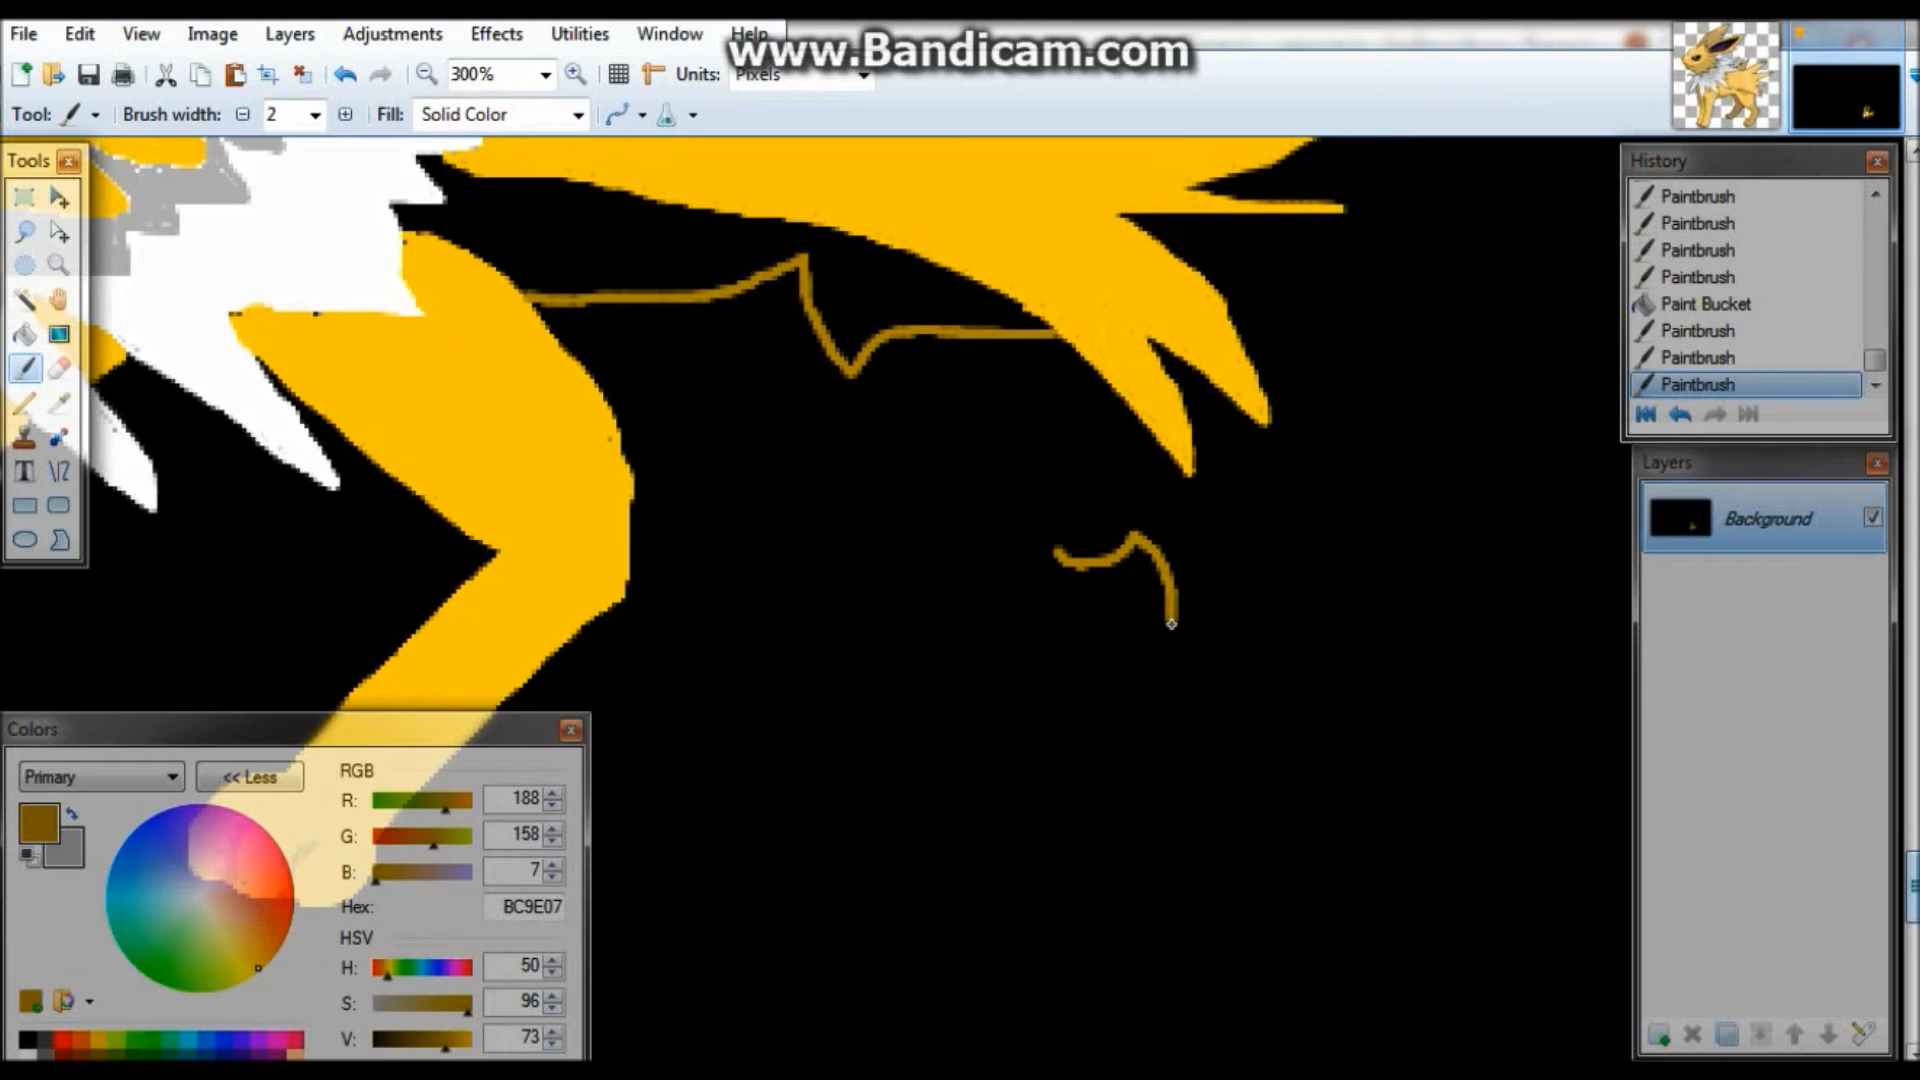 File Edit View Image Layers Adjustments Effects Utilities Window Help
www.Bandicam.com
300% Units: Pixels
Tool: Brush width: 2 Fill: Solid Color
Tools
History
Paintbrush
Paintbrush
Paintbrush
Paintbrush
Paint Bucket
Paintbrush
Paintbrush
Paintbrush
Layers
Background
Colors
Primary
<< Less
RGB
R: 188
G: 158
B: 7
Hex: BC9E07
HSV
H: 50
S: 96
V: 73